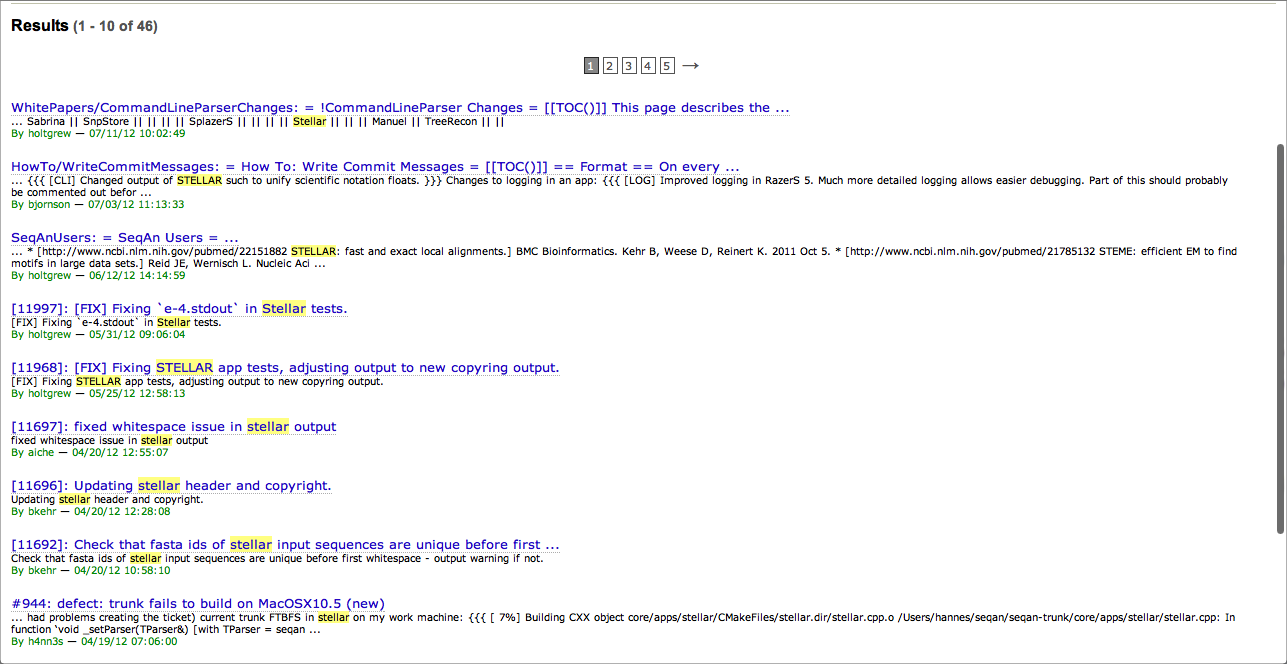 Results (1 - 10 of 46)
1 2 3 4 5 →
WhitePapers/CommandLineParserChanges: = !CommandLineParser Changes = [[TOC()]] This page describes the ...
... Sabrina || SnpStore || || || || || SplazerS || || || || || Stellar || || || || Manuel || TreeRecon || ||
By holtgrew — 07/11/12 10:02:49
HowTo/WriteCommitMessages: = How To: Write Commit Messages = [[TOC()]] == Format == On every ...
... {{{ [CLI] Changed output of STELLAR such to unify scientific notation floats. }}} Changes to logging in an app: {{{ [LOG] Improved logging in RazerS 5. Much more detailed logging allows easier debugging. Part of this should probably
be commented out befor ...
By bjornson — 07/03/12 11:13:33
SeqAnUsers: = SeqAn Users = ...
... * [http://www.ncbi.nlm.nih.gov/pubmed/22151882 STELLAR: fast and exact local alignments.] BMC Bioinformatics. Kehr B, Weese D, Reinert K. 2011 Oct 5. * [http://www.ncbi.nlm.nih.gov/pubmed/21785132 STEME: efficient EM to find
motifs in large data sets.] Reid JE, Wernisch L. Nucleic Aci ...
By holtgrew — 06/12/12 14:14:59
[11997]: [FIX] Fixing `e-4.stdout` in Stellar tests.
[FIX] Fixing `e-4.stdout` in Stellar tests.
By holtgrew — 05/31/12 09:06:04
[11968]: [FIX] Fixing STELLAR app tests, adjusting output to new copyring output.
[FIX] Fixing STELLAR app tests, adjusting output to new copyring output.
By holtgrew — 05/25/12 12:58:13
[11697]: fixed whitespace issue in stellar output
fixed whitespace issue in stellar output
By aiche — 04/20/12 12:55:07
[11696]: Updating stellar header and copyright.
Updating stellar header and copyright.
By bkehr — 04/20/12 12:28:08
[11692]: Check that fasta ids of stellar input sequences are unique before first ...
Check that fasta ids of stellar input sequences are unique before first whitespace - output warning if not.
By bkehr — 04/20/12 10:58:10
#944: defect: trunk fails to build on MacOSX10.5 (new)
... had problems creating the ticket) current trunk FTBFS in stellar on my work machine: {{{ [ 7%] Building CXX object core/apps/stellar/CMakeFiles/stellar.dir/stellar.cpp.o /Users/hannes/seqan/seqan-trunk/core/apps/stellar/stellar.cpp: In
function `void _setParser(TParser&) [with TParser = seqan ...
By h4nn3s — 04/19/12 07:06:00